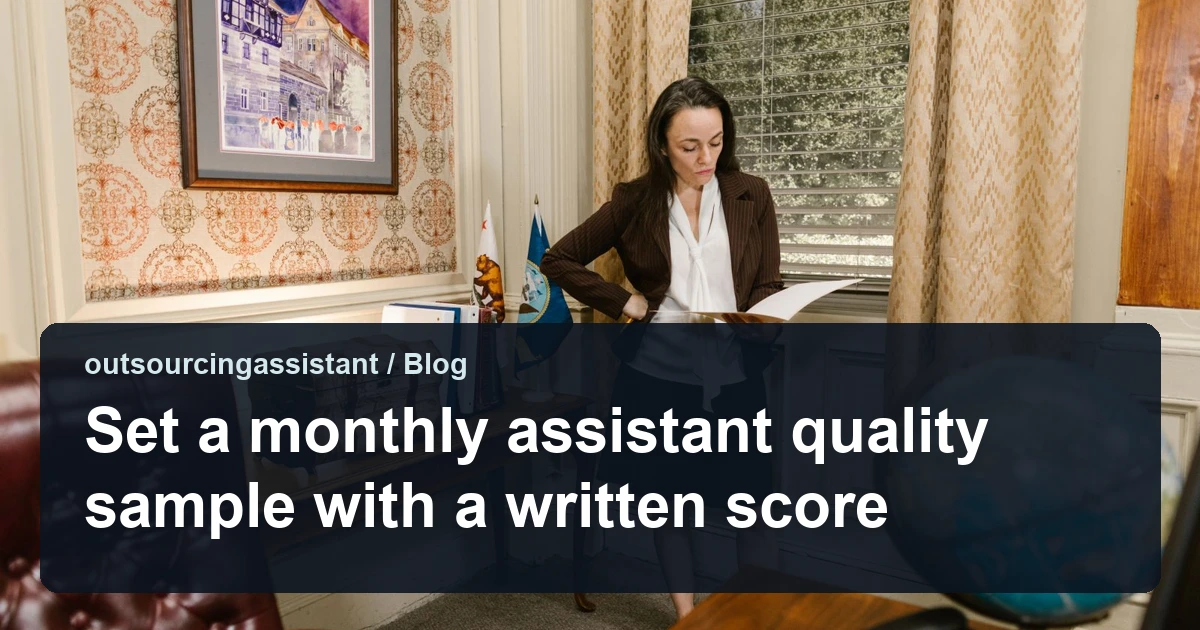 outsourcingassistant / Blog
Set a monthly assistant quality
sample with a written score